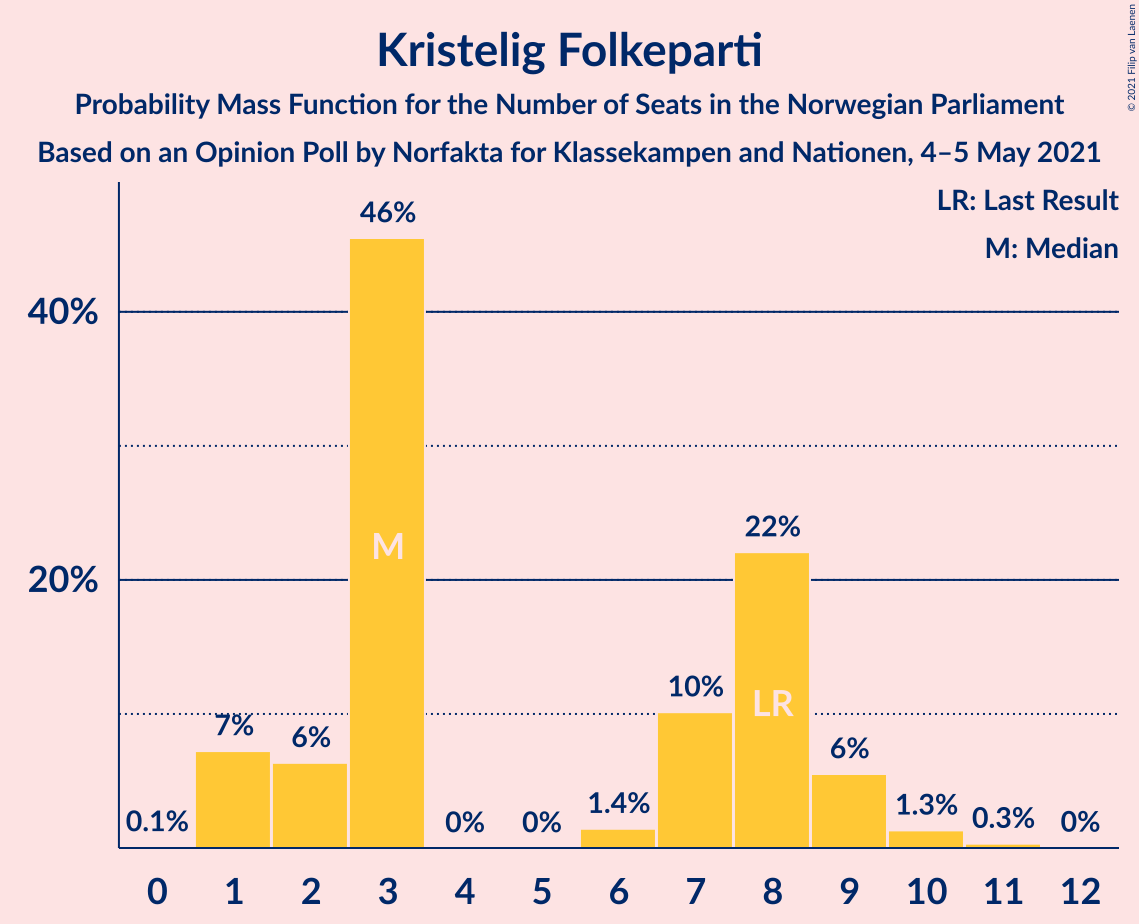 Kristelig Folkeparti
Probability Mass Function for the Number of Seats in the Norwegian Parliament
Based on an Opinion Poll by Norfakta for Klassekampen and Nationen, 4–5 May 2021
© 2021 Filip van Laenen
LR: Last Result
M: Median
40%
20%
0.1%
7%
6%
46%
M
0%
0%
1.4%
10%
22%
LR
6%
1.3%
0.3%
0%
0 1 2 3 4 5 6 7 8 9 10 11 12